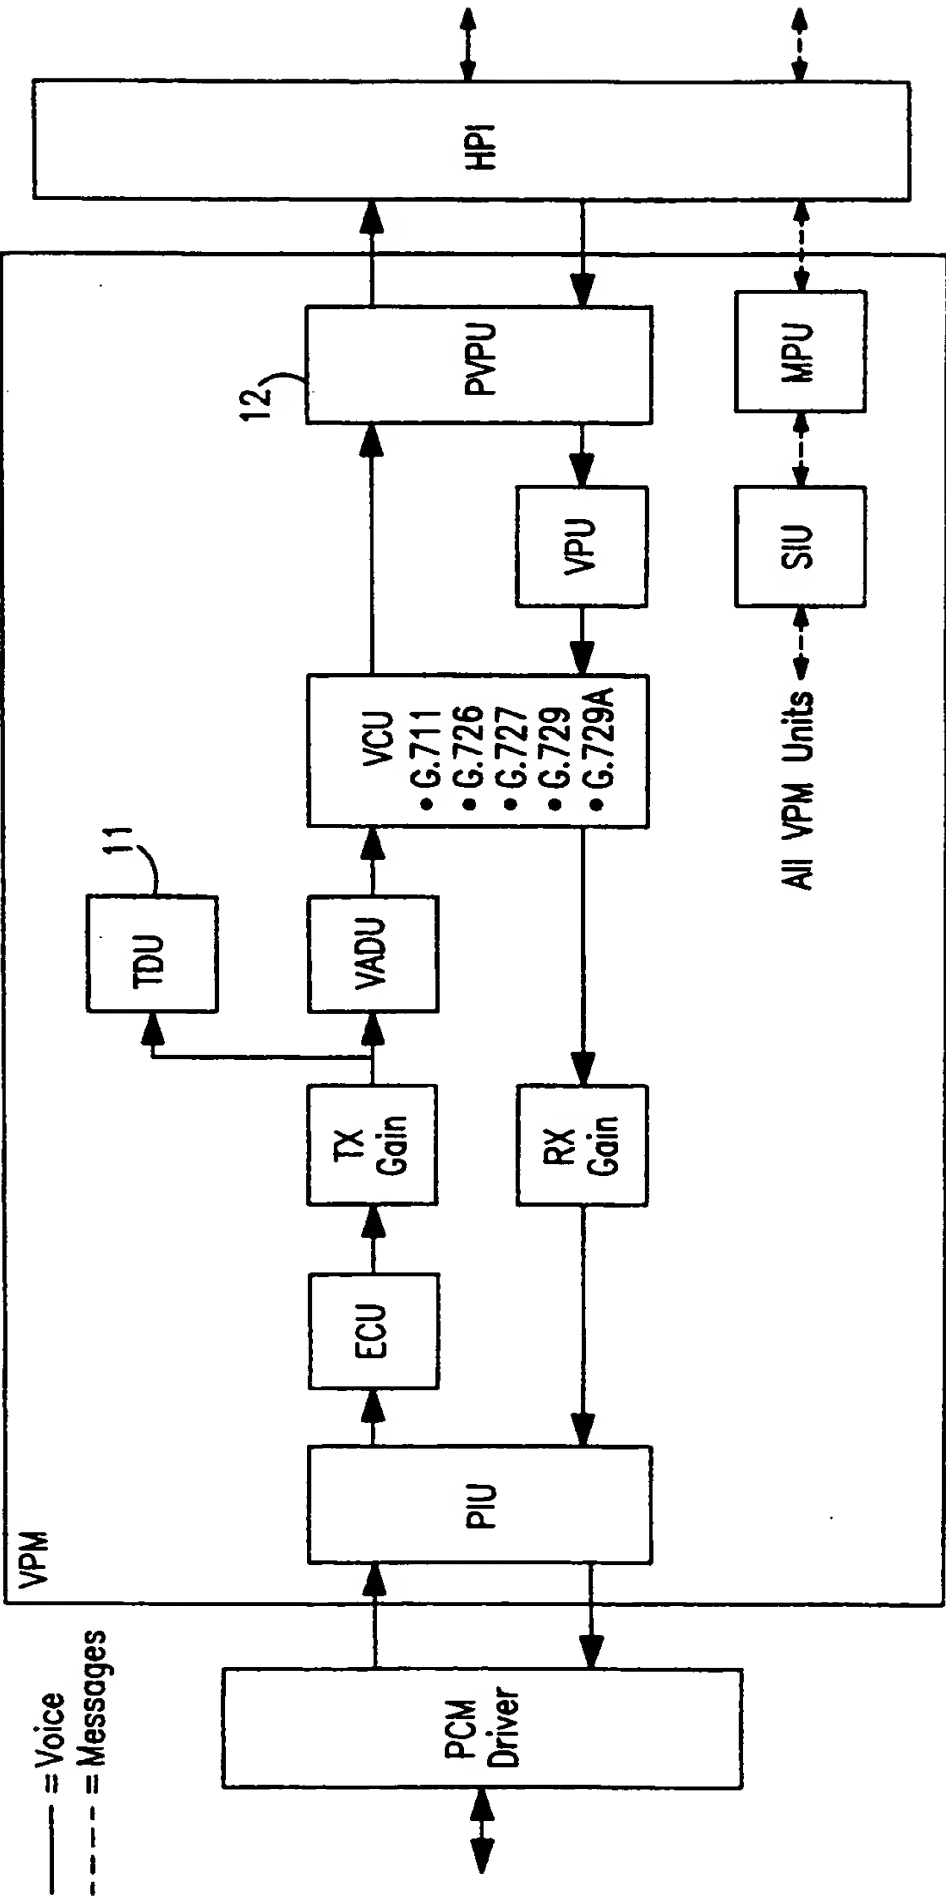 = Voice
= Messages
VPM
PCM
Driver
PIU
ECU
TX
Gain
RX
Gain
TDU
11
VADU
VCU
• G.711
• G.726
• G.727
• G.729
• G.729A
VPU
12
PVPU
All VPM Units
SIU
MPU
HPI